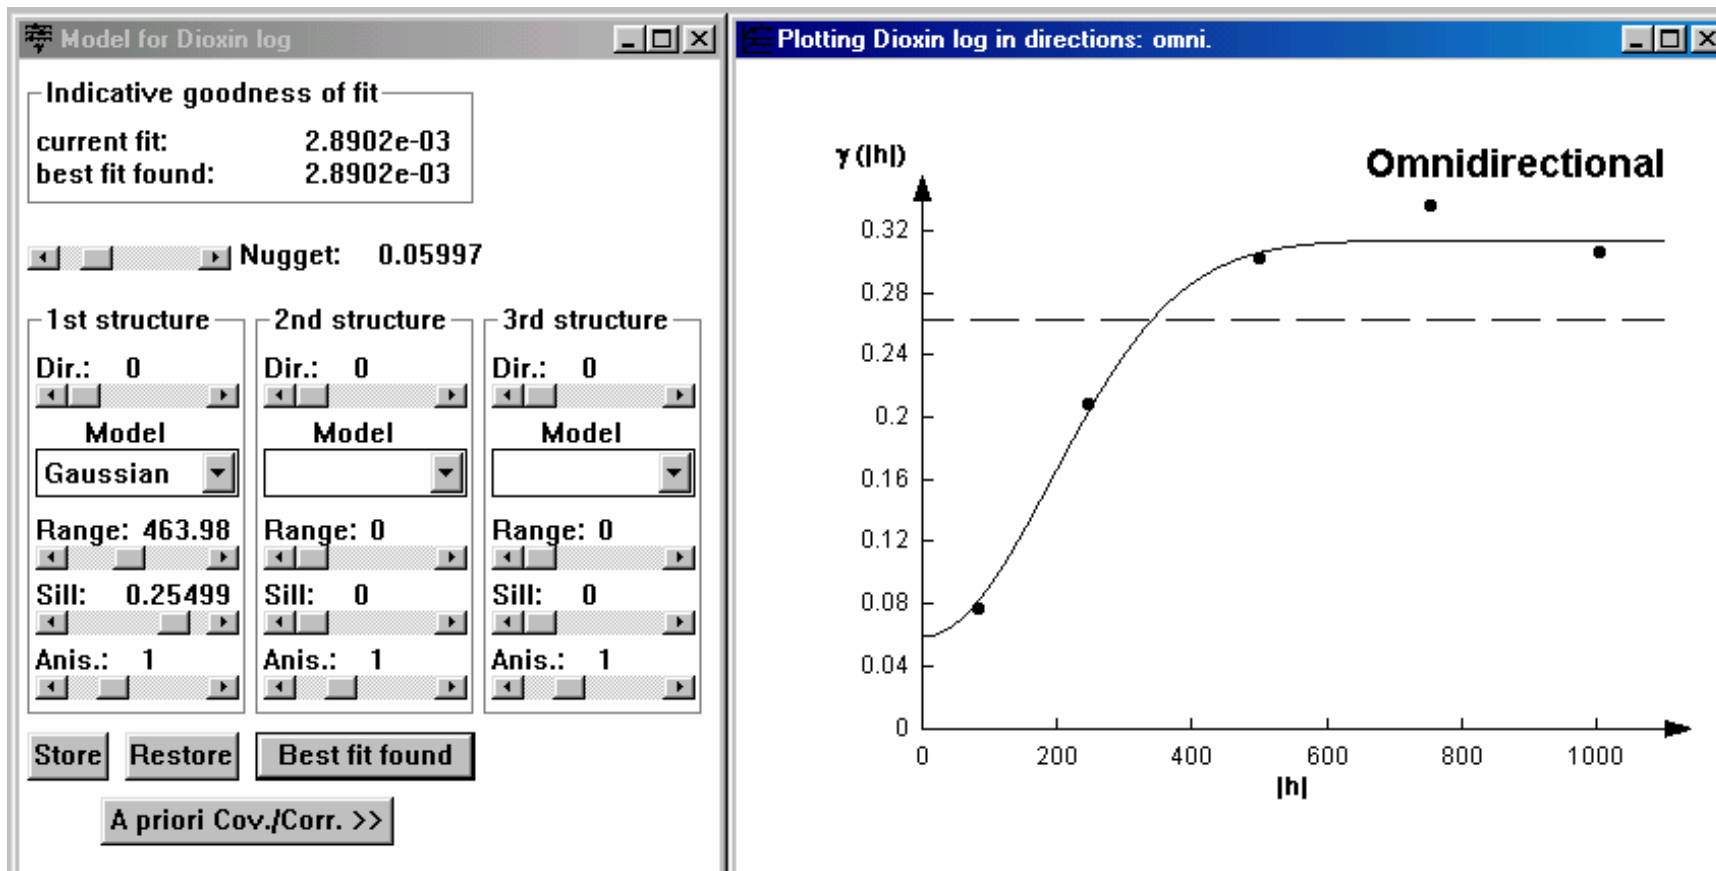 Model for Dioxin log
Indicative goodness of fit
current fit: 2.8902e-03
best fit found: 2.8902e-03
Nugget: 0.05997
1st structure 2nd structure 3rd structure
Dir.: 0 Dir.: 0 Dir.: 0
Model Model Model
Gaussian
Range: 463.98 Range: 0 Range: 0
Sill: 0.25499 Sill: 0 Sill: 0
Anis.: 1 Anis.: 1 Anis.: 1
Store Restore Best fit found
A priori Cov./Corr. >>
Plotting Dioxin log in directions: omni.
γ (|h|)
Omnidirectional
0.32
0.28
0.24
0.2
0.16
0.12
0.08
0.04
0
0 200 400 600 800 1000
|h|